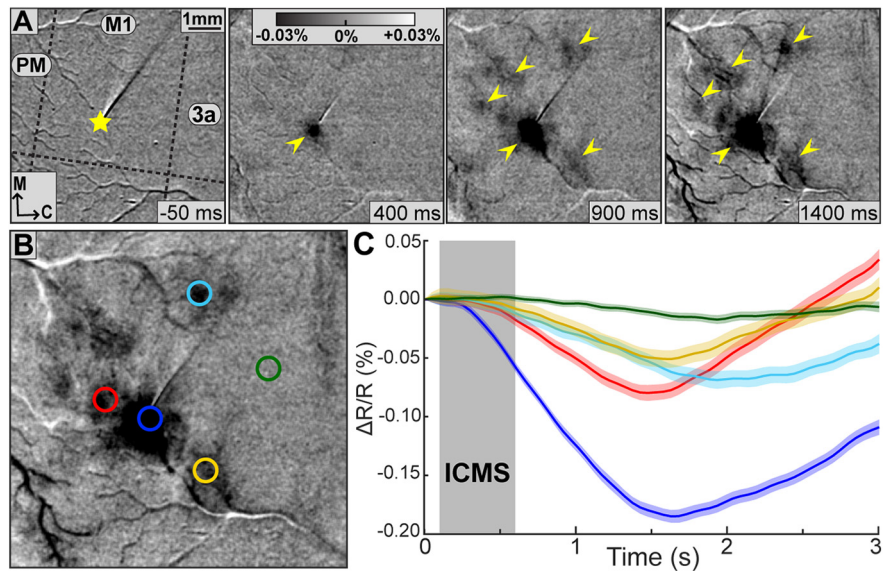 A
M1
1mm
PM
3a
M
C
-50 ms
-0.03% 0% +0.03%
400 ms
900 ms
1400 ms
B
C
0.05
0.00
-0.05
-0.10
-0.15
-0.20
ΔR/R (%)
ICMS
0 1 2 3
Time (s)